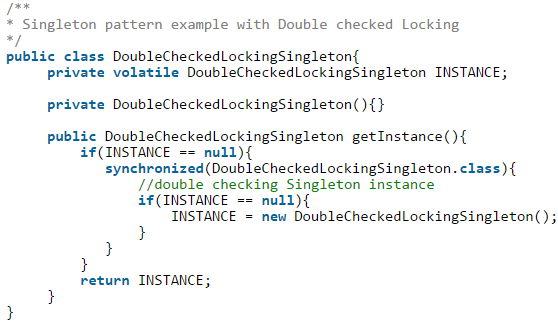 /**
* Singleton pattern example with Double checked Locking
*/
public class DoubleCheckedLockingSingleton{
     private volatile DoubleCheckedLockingSingleton INSTANCE;

     private DoubleCheckedLockingSingleton(){}

     public DoubleCheckedLockingSingleton getInstance(){
         if(INSTANCE == null){
            synchronized(DoubleCheckedLockingSingleton.class){
                //double checking Singleton instance
                if(INSTANCE == null){
                    INSTANCE = new DoubleCheckedLockingSingleton();
                }
            }
         }
         return INSTANCE;
     }
}